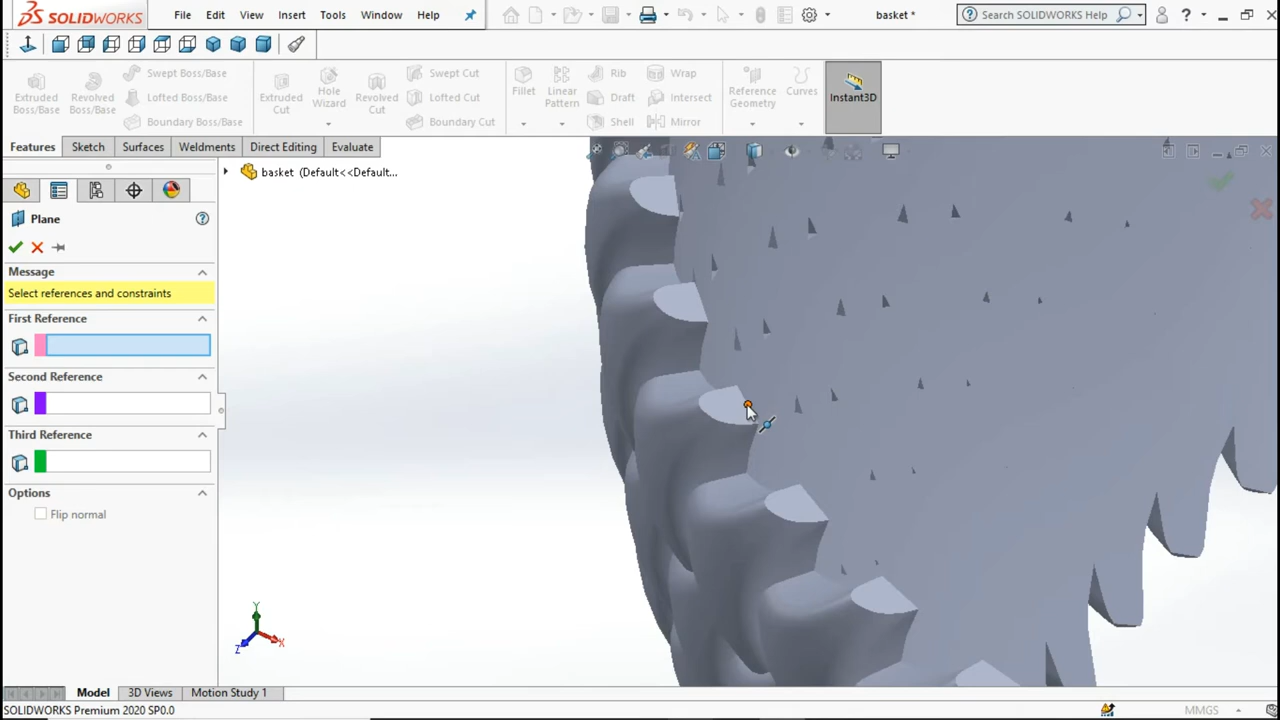 SOLIDWORKS File Edit View Insert Tools Window Help basket * Search SOLIDWORKS Help ?
Extruded Boss/Base
Revolved Boss/Base
Swept Boss/Base
Lofted Boss/Base
Boundary Boss/Base
Extruded Cut
Hole Wizard
Revolved Cut
Swept Cut
Lofted Cut
Boundary Cut
Fillet
Linear Pattern
Rib
Draft
Shell
Wrap
Intersect
Mirror
Reference Geometry
Curves
Instant3D
Features Sketch Surfaces Weldments Direct Editing Evaluate
basket (Default<<Default...
Plane ?
Message
Select references and constraints
First Reference
Second Reference
Third Reference
Options
Flip normal
Y
Z X
Model 3D Views Motion Study 1
SOLIDWORKS Premium 2020 SP0.0 MMGS